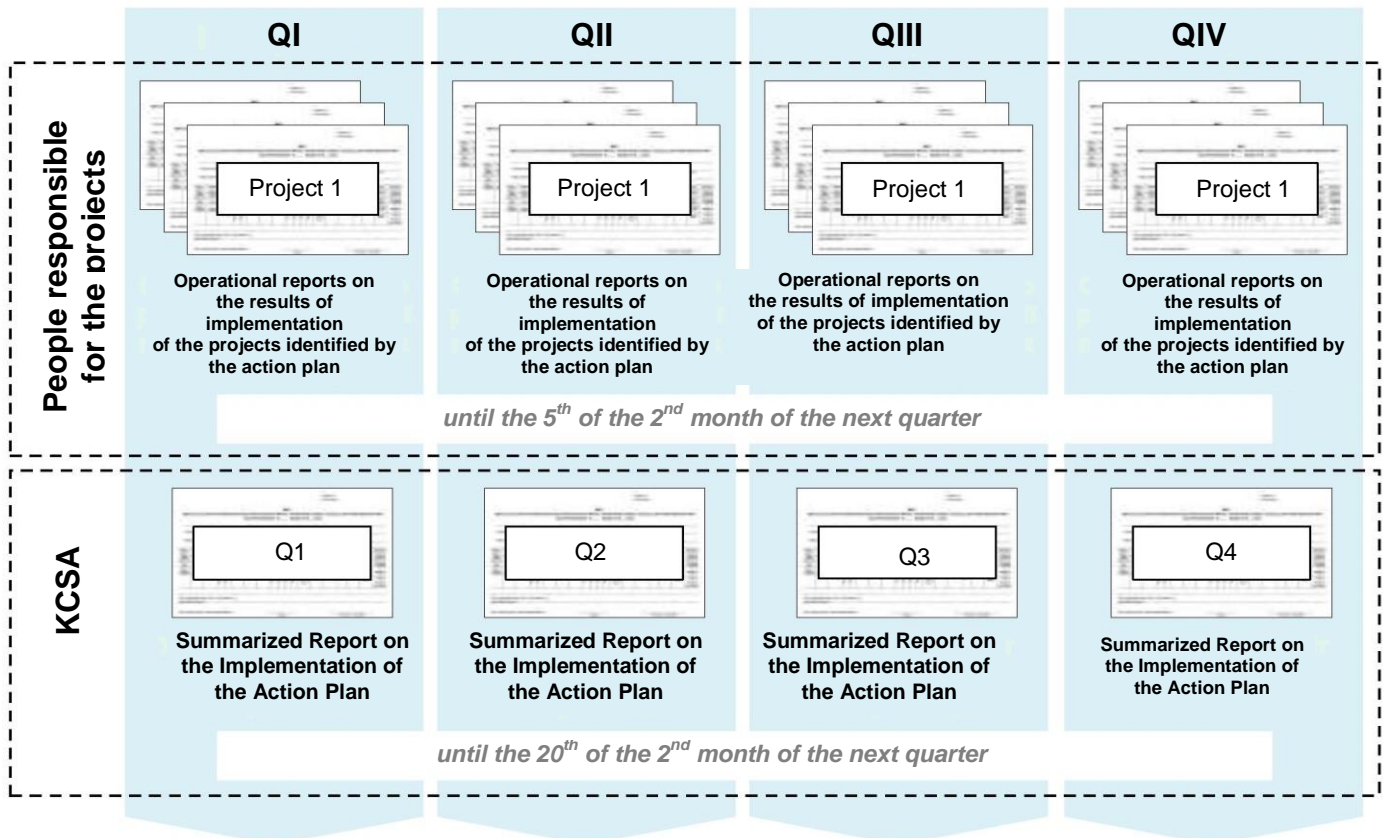 QI
QII
QIII
QIV
People responsible
for the projects
Project 1
Project 1
Project 1
Project 1
Operational reports on
the results of
implementation
of the projects identified by
the action plan
Operational reports on
the results of
implementation
of the projects identified by
the action plan
Operational reports on
the results of implementation
of the projects identified by
the action plan
Operational reports on
the results of
implementation
of the projects identified by
the action plan
until the 5th of the 2nd month of the next quarter
KCSA
Q1
Q2
Q3
Q4
Summarized Report on
the Implementation of
the Action Plan
Summarized Report on
the Implementation of
the Action Plan
Summarized Report on
the Implementation of
the Action Plan
Summarized Report on
the Implementation of
the Action Plan
until the 20th of the 2nd month of the next quarter